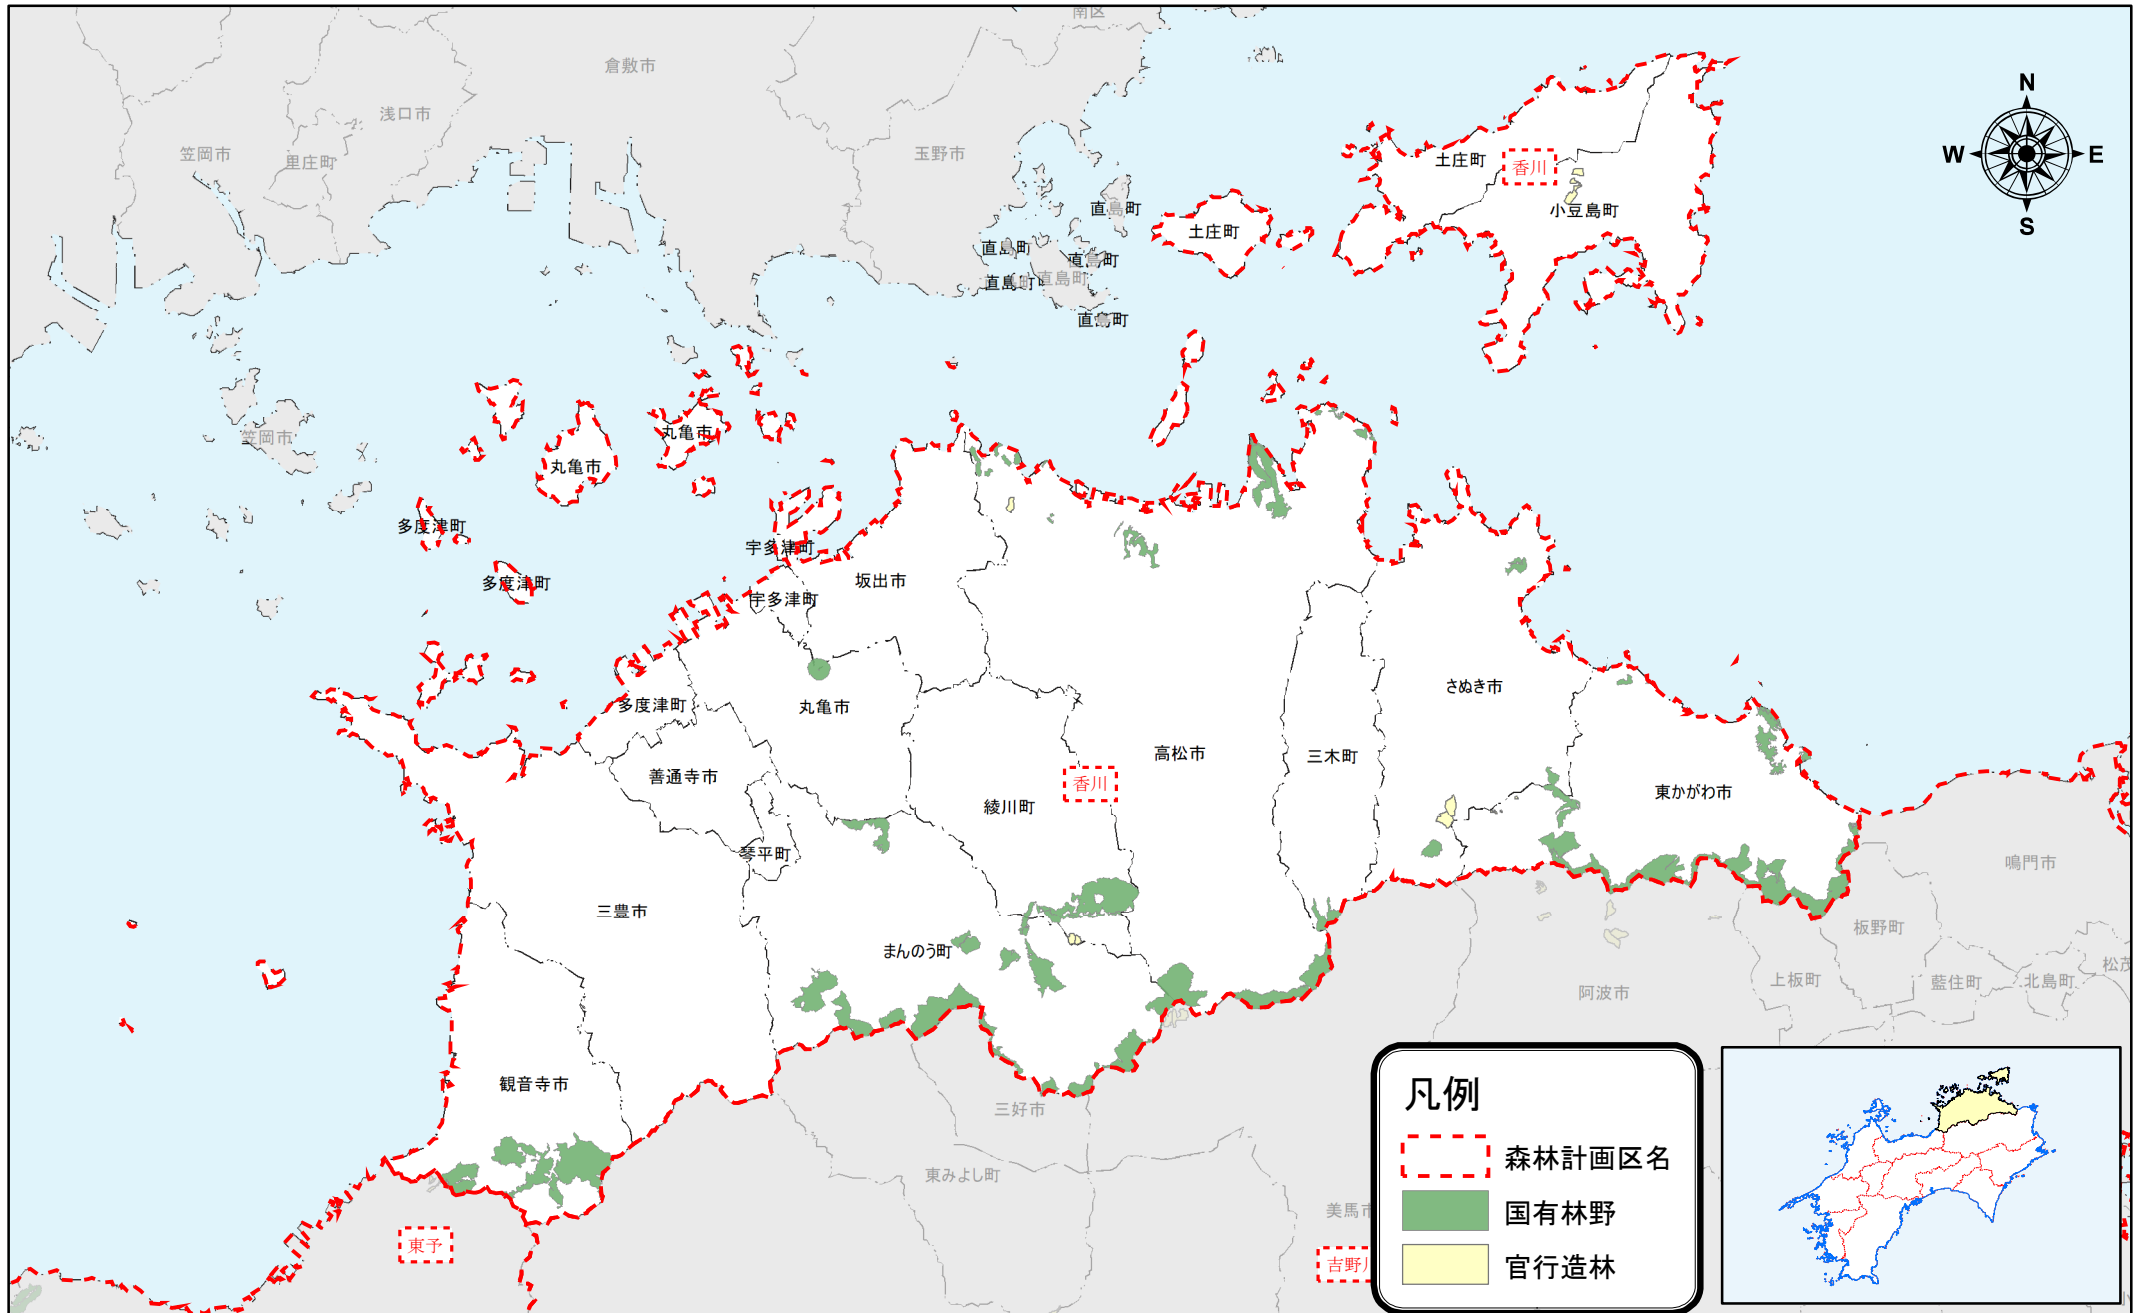 南区
倉敷市
浅口市
笠岡市
里庄町
玉野市
N
W
E
S
土庄町
香川
小豆島町
直島町
土庄町
直島町
直島町
直島町
直島町
直島町
笠岡市
丸亀市
丸亀市
多度津町
宇多津町
多度津町
坂出市
宇多津町
さぬき市
多度津町
丸亀市
高松市
三木町
善通寺市
香川
東かがわ市
綾川町
琴平町
鳴門市
三豊市
板野町
まんのう町
松茂
上板町
藍住町
北島町
阿波市
観音寺市
三好市
東みよし町
美馬市
東予
吉野川
凡例
森林計画区名
国有林野
官行造林